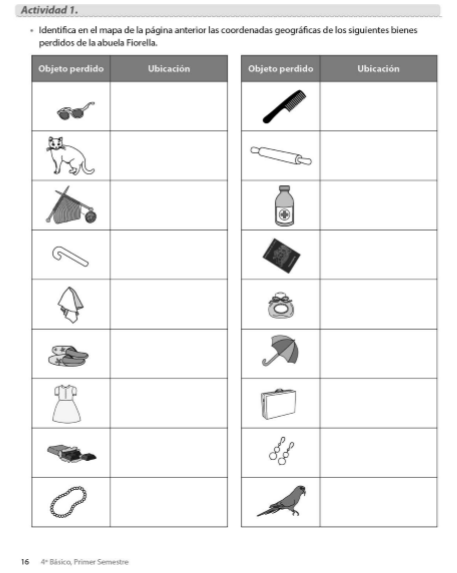 Actividad 1.
• Identifica en el mapa de la página anterior las coordenadas geográficas de los siguientes bienes
perdidos de la abuela Fiorella.
Objeto perdido Ubicación Objeto perdido Ubicación
16 4º Básico, Primer Semestre